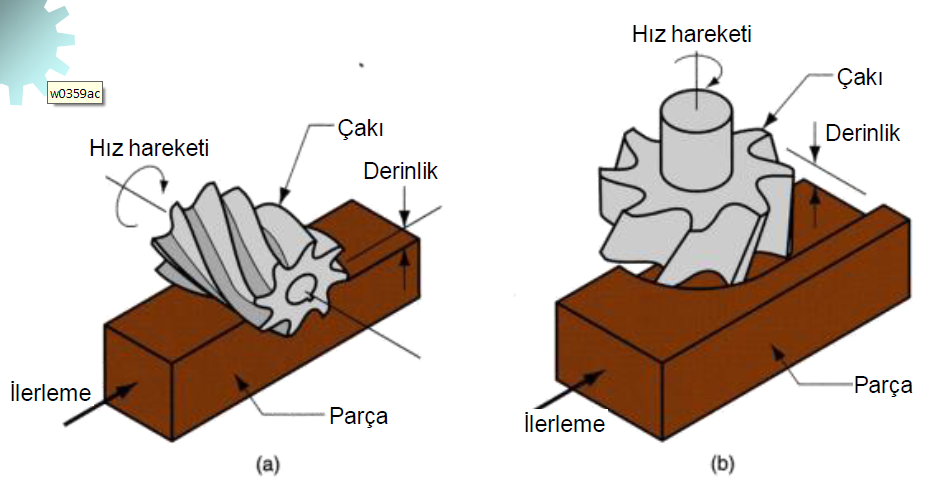 w0359ac
Hız hareketi
Çakı
Derinlik
İlerleme
Parça
(a)
Hız hareketi
Çakı
Derinlik
İlerleme
Parça
(b)